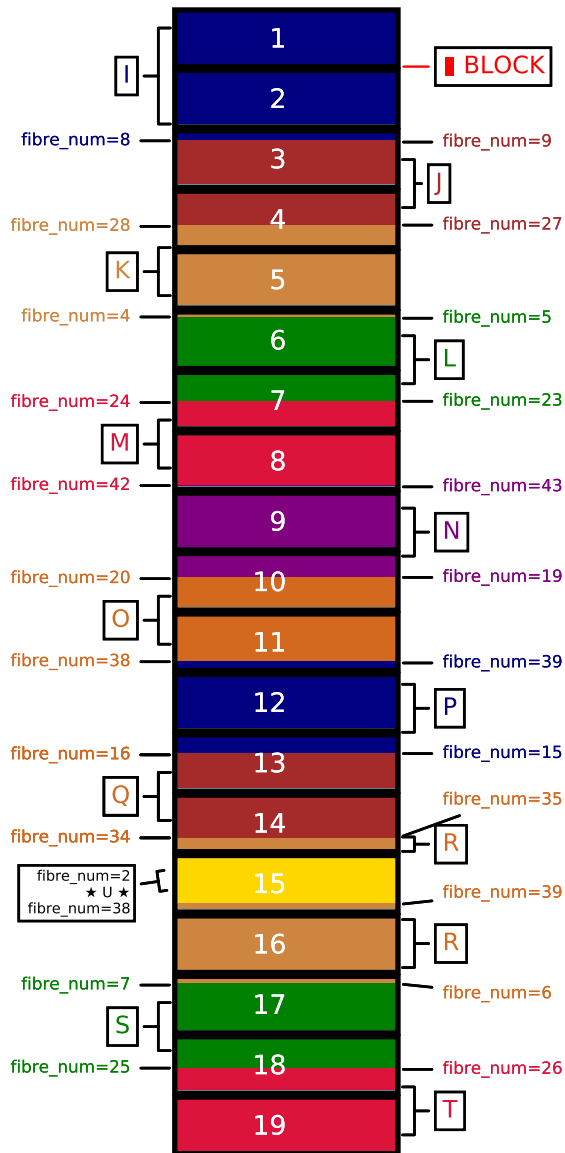 1
BLOCK
I
2
fibre_num=8
fibre_num=9
3
J
fibre_num=28
4
fibre_num=27
K
5
fibre_num=4
fibre_num=5
6
L
fibre_num=24
7
fibre_num=23
M
8
fibre_num=42
fibre_num=43
9
N
fibre_num=20
10
fibre_num=19
O
11
fibre_num=38
fibre_num=39
12
P
fibre_num=16
13
fibre_num=15
Q
fibre_num=35
14
fibre_num=34
R
fibre_num=2
★ U ★
fibre_num=38
15
fibre_num=39
16
R
fibre_num=7
fibre_num=6
17
S
fibre_num=25
18
fibre_num=26
T
19